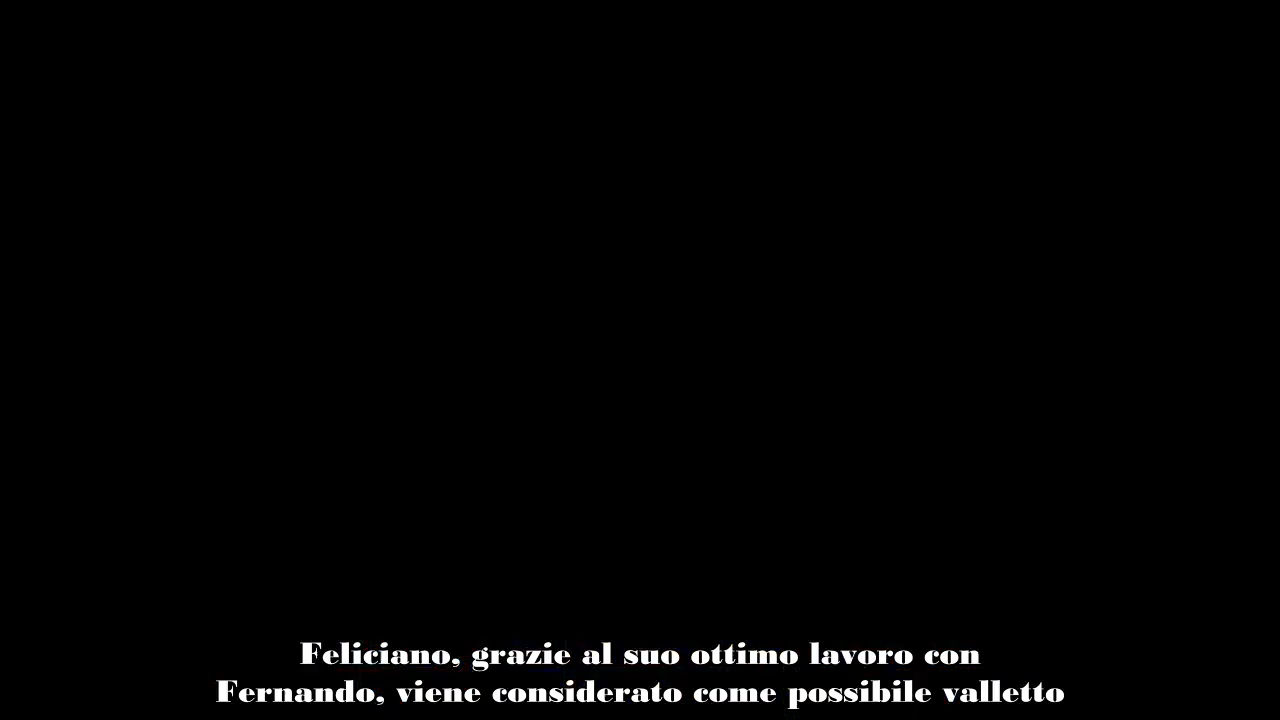 Feliciano, grazie al suo ottimo lavoro con
Fernando, viene considerato come possibile valletto